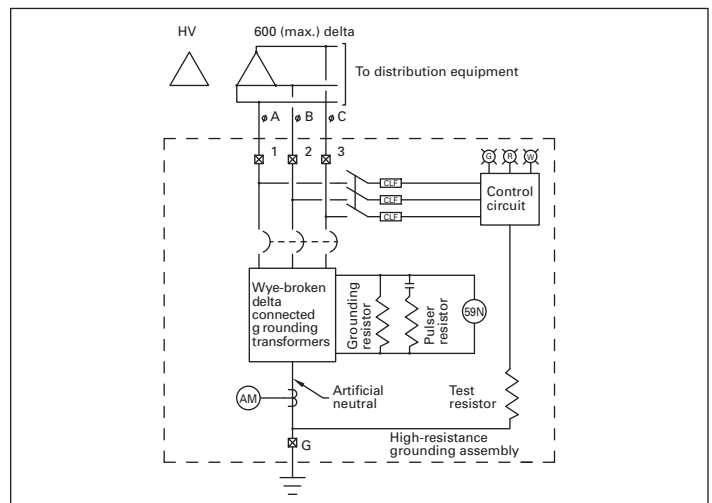 HV
600 (max.) delta
To distribution equipment
ø A
ø B
ø C
1
2
3
G
R
W
CLF
CLF
CLF
Control
circuit
Wye-broken
delta
connected
grounding
transformers
Grounding
resistor
Pulser
resistor
59N
AM
Artificial
neutral
Test
resistor
G
High-resistance
grounding assembly